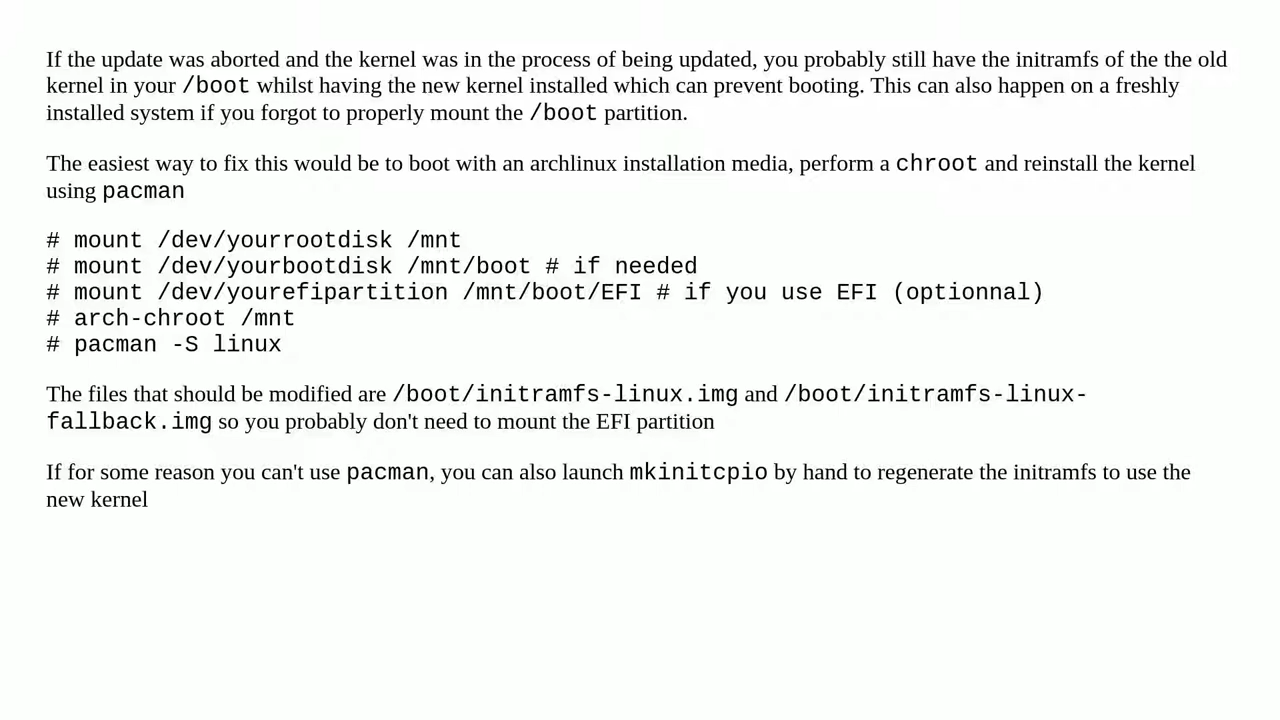 If the update was aborted and the kernel was in the process of being updated, you probably still have the initramfs of the the old
kernel in your /boot whilst having the new kernel installed which can prevent booting. This can also happen on a freshly
installed system if you forgot to properly mount the /boot partition.
The easiest way to fix this would be to boot with an archlinux installation media, perform a chroot and reinstall the kernel
using pacman
# mount /dev/yourrootdisk /mnt
# mount /dev/yourbootdisk /mnt/boot # if needed
# mount /dev/yourefipartition /mnt/boot/EFI # if you use EFI (optionnal)
# arch-chroot /mnt
# pacman -S linux
The files that should be modified are /boot/initramfs-linux.img and /boot/initramfs-linux-
fallback.img so you probably don't need to mount the EFI partition
If for some reason you can't use pacman, you can also launch mkinitcpio by hand to regenerate the initramfs to use the
new kernel